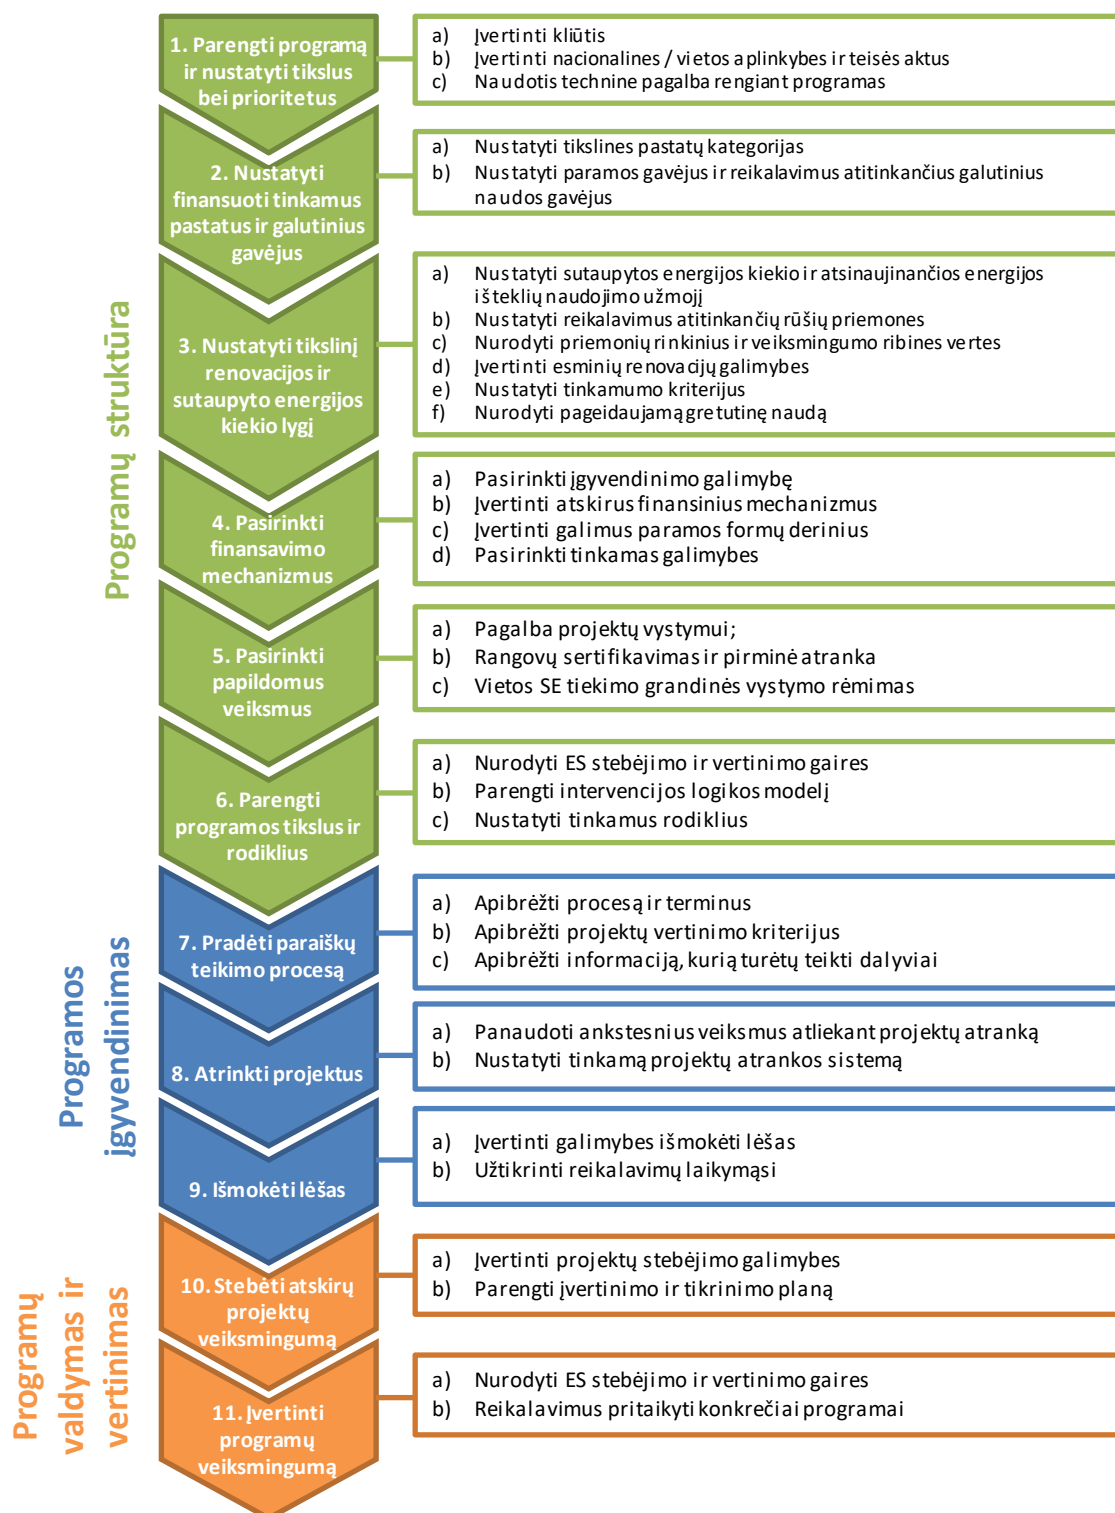 Programų struktūra
1. Parengti programą
ir nustatyti tikslus
bei prioritetus
a) Įvertinti kliūtis
b) Įvertinti nacionalines / vietos aplinkybes ir teisės aktus
c) Naudotis technine pagalba rengiant programas
2. Nustatyti
finansuoti tinkamus
pastatus ir galutinius
gavėjus
a) Nustatyti tikslines pastatų kategorijas
b) Nustatyti paramos gavėjus ir reikalavimus atitinkančius galutinius
naudos gavėjus
3. Nustatyti tikslinį
renovacijos ir
sutaupyto energijos
kiekio lygį
a) Nustatyti sutaupytos energijos kiekio ir atsinaujinančios energijos
išteklių naudojimo užmojį
b) Nustatyti reikalavimus atitinkančių rūšių priemones
c) Nurodyti priemonių rinkinius ir veiksmingumo ribines vertes
d) Įvertinti esminių renovacijų galimybes
e) Nustatyti tinkamumo kriterijus
f) Nurodyti pageidaujamą gretutinę naudą
4. Pasirinkti
finansavimo
mechanizmus
a) Pasirinkti įgyvendinimo galimybę
b) Įvertinti atskirus finansinius mechanizmus
c) Įvertinti galimus paramos formų derinius
d) Pasirinkti tinkamas galimybes
5. Pasirinkti
papildomus
veiksmus
a) Pagalba projektų vystymui;
b) Rangovų sertifikavimas ir pirminė atranka
c) Vietos SE tiekimo grandinės vystymo rėmimas
6. Parengti
programos tikslus ir
rodiklius
a) Nurodyti ES stebėjimo ir vertinimo gaires
b) Parengti intervencijos logikos modelį
c) Nustatyti tinkamus rodiklius
Programos
įgyvendinimas
7. Pradėti paraiškų
teikimo procesą
a) Apibrėžti procesą ir terminus
b) Apibrėžti projektų vertinimo kriterijus
c) Apibrėžti informaciją, kurią turėtų teikti dalyviai
8. Atrinkti projektus
a) Panaudoti ankstesnius veiksmus atliekant projektų atranką
b) Nustatyti tinkamą projektų atrankos sistemą
9. Išmokėti lėšas
a) Įvertinti galimybes išmokėti lėšas
b) Užtikrinti reikalavimų laikymąsi
Programų
valdymas ir
vertinimas
10. Stebėti atskirų
projektų
veiksmingumą
a) Įvertinti projektų stebėjimo galimybes
b) Parengti įvertinimo ir tikrinimo planą
11. Įvertinti
programų
veiksmingumą
a) Nurodyti ES stebėjimo ir vertinimo gaires
b) Reikalavimus pritaikyti konkrečiai programai